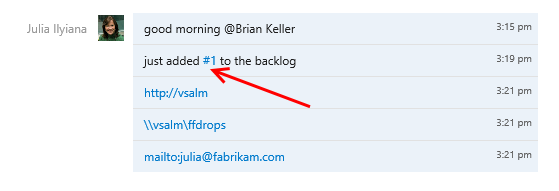 Julia Ilyiana good morning @Brian Keller 3:15 pm
just added #1 to the backlog 3:19 pm
http://vsalm 3:21 pm
\\vsalm\ffdrops 3:21 pm
mailto:julia@fabrikam.com 3:21 pm